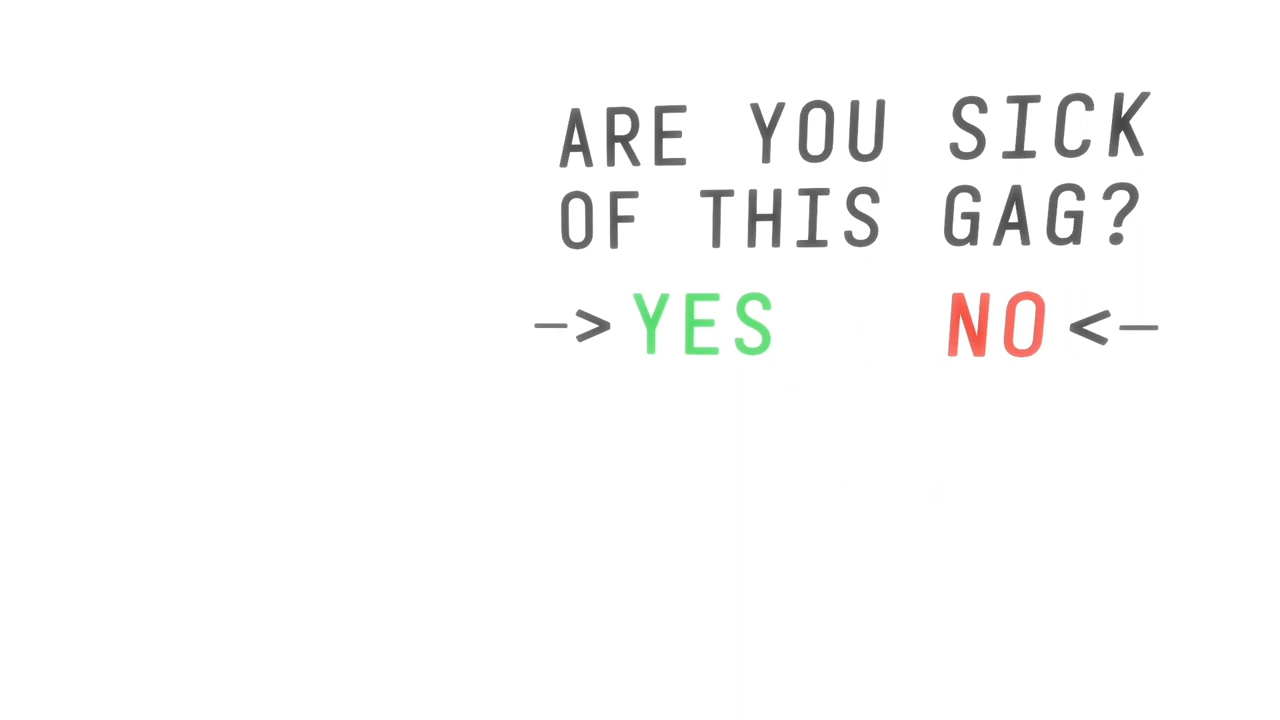 ARE YOU SICK
OF THIS GAG?
—> YES NO <—